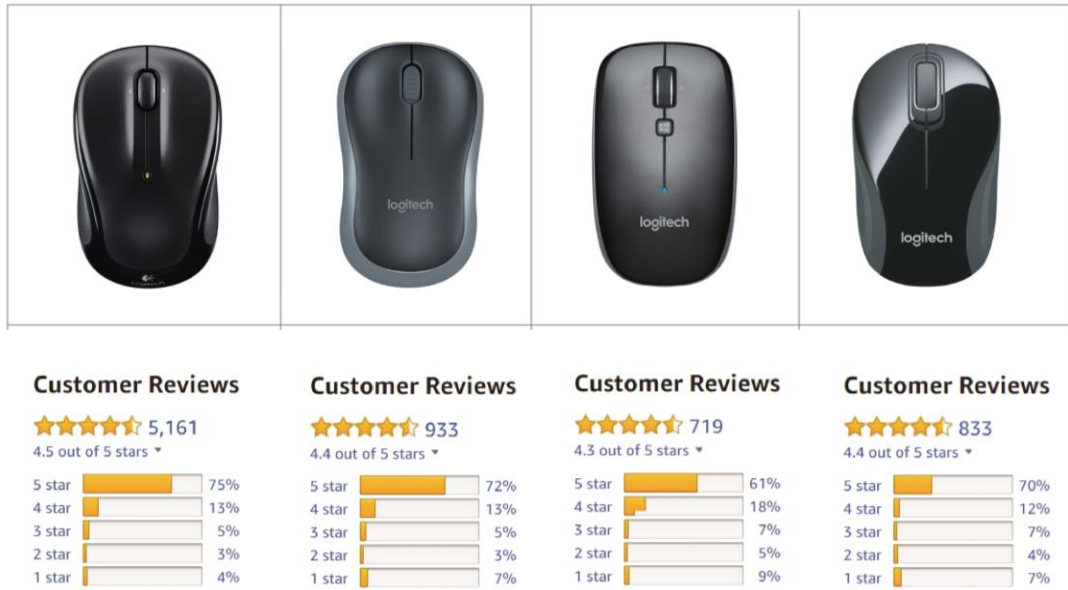 logitech
logitech
logitech
Customer Reviews
5,161
4.5 out of 5 stars
5 star 75%
4 star 13%
3 star 5%
2 star 3%
1 star 4%
Customer Reviews
933
4.4 out of 5 stars
5 star 72%
4 star 13%
3 star 5%
2 star 3%
1 star 7%
Customer Reviews
719
4.3 out of 5 stars
5 star 61%
4 star 18%
3 star 7%
2 star 5%
1 star 9%
Customer Reviews
833
4.4 out of 5 stars
5 star 70%
4 star 12%
3 star 7%
2 star 4%
1 star 7%